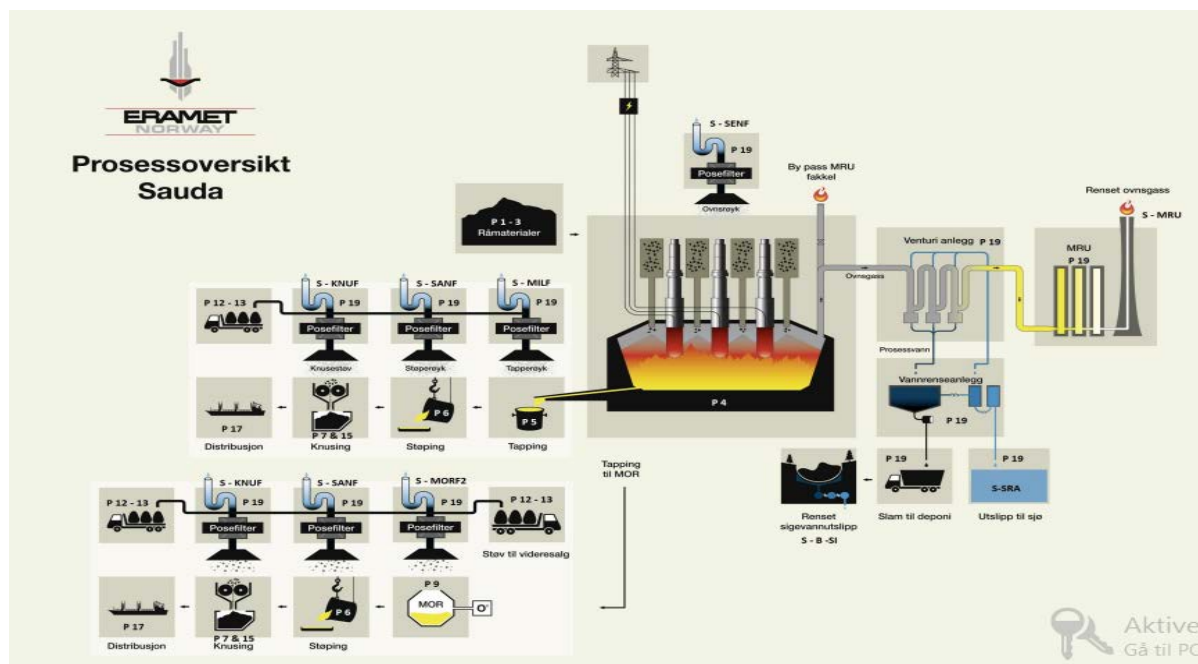 ERAMET
NORWAY
Prosessoversikt
Sauda
S - SENF
P 19
Posefilter
Ovnsrøyk
By pass MRU
fakkel
Renset ovnsgass
S - MRU
P 1 - 3
Råmaterialer
Ovnsgass
Venturi anlegg P 19
MRU
P 19
Prosessvann
P 4
Vannrenseanlegg
P 19
P 12 - 13
S - KNUF
P 19
Posefilter
Knusestøv
S - SANF
P 19
Posefilter
Støperøyk
S - MILF
P 19
Posefilter
Tapperøyk
P 17
Distribusjon
P 7 & 15
Knusing
P 6
Støping
P 5
Tapping
Tapping
til MOR
Renset
sigevannutslipp
S - B -SI
P 19
Slam til deponi
P 19
S-SRA
Utslipp til sjø
P 12 - 13
S - KNUF
P 19
Posefilter
S - SANF
P 19
Posefilter
S - MORF2
P 19
Posefilter
P 12 - 13
Støv til videresalg
P 17
Distribusjon
P 7 & 15
Knusing
P 6
Støping
P 9
MOR
Aktive
Gå til PC